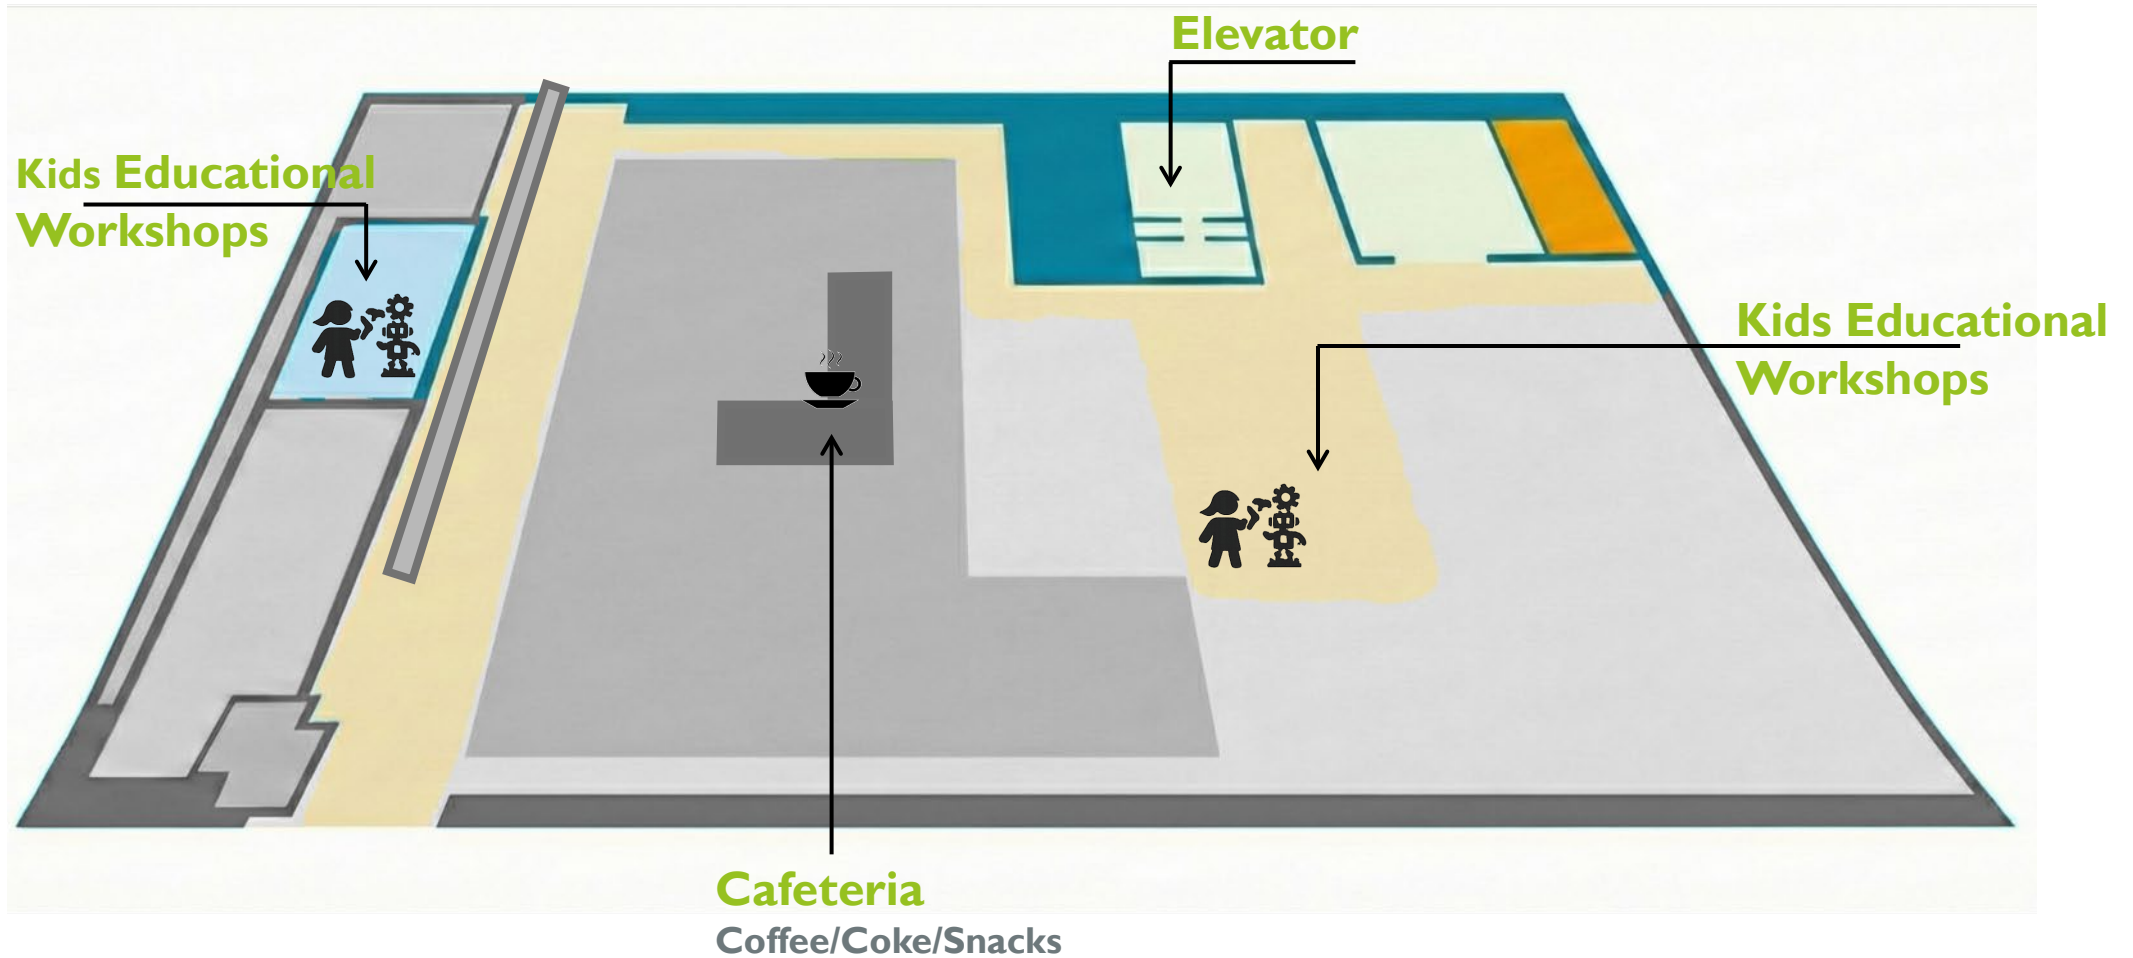 Elevator
Kids Educational
Workshops
Kids Educational
Workshops
Cafeteria
Coffee/Coke/Snacks